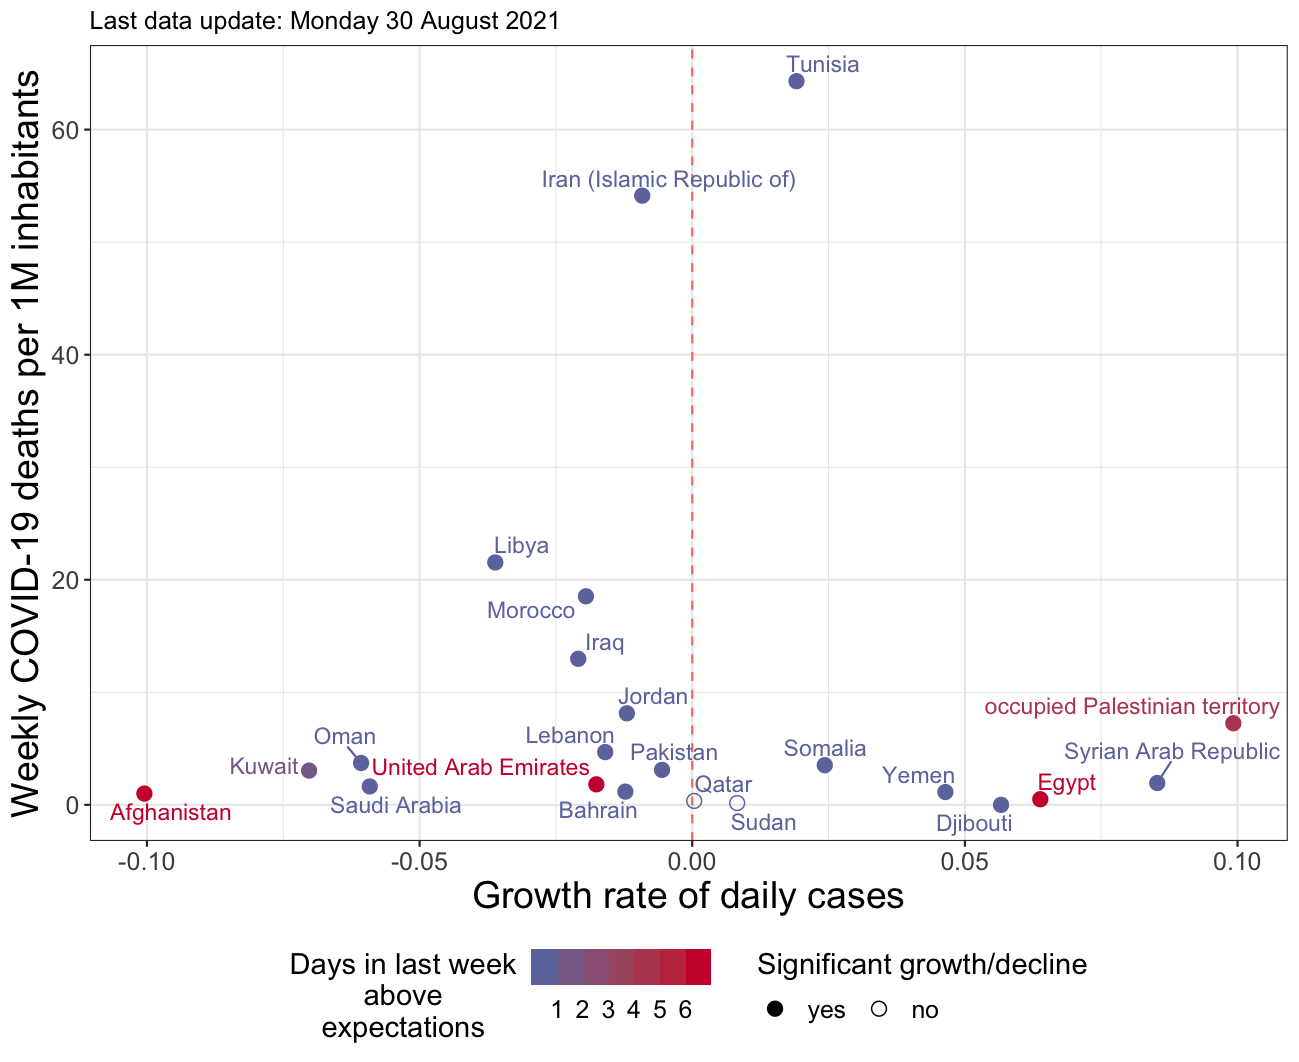 Last data update: Monday 30 August 2021
Weekly COVID-19 deaths per 1M inhabitants
60
40
20
0
Tunisia
Iran (Islamic Republic of)
Libya
Morocco
Iraq
Jordan
occupied Palestinian territory
Oman
Lebanon
Pakistan
Somalia
Syrian Arab Republic
Kuwait
United Arab Emirates
Qatar
Yemen
Egypt
Afghanistan
Saudi Arabia
Bahrain
Sudan
Djibouti
-0.10 -0.05 0.00 0.05 0.10
Growth rate of daily cases
Days in last week
above
expectations
1 2 3 4 5 6
Significant growth/decline
yes no